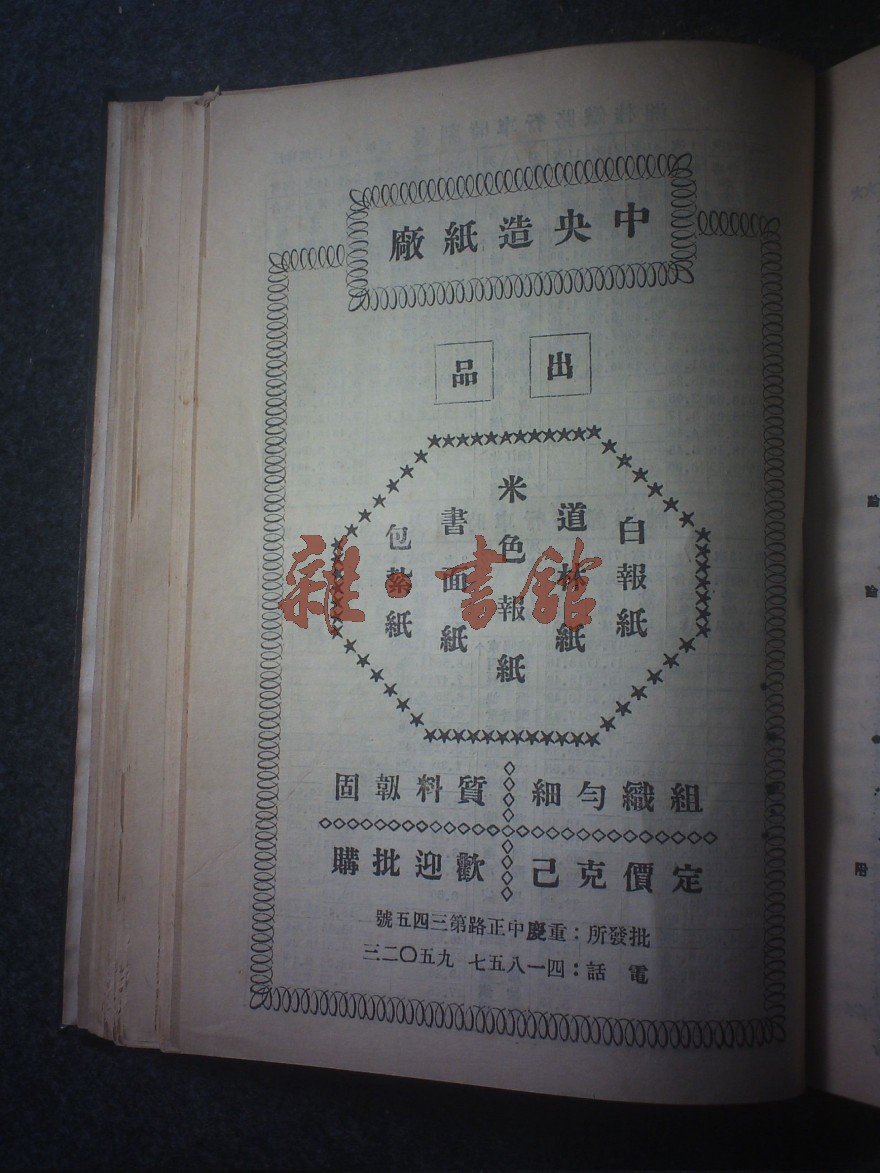 中央造紙廠
出品
白報紙
道林紙
米色報紙
書面紙
包紮紙
組織勻細
質料韌固
定價克己
歡迎批購
批發所：重慶中正路第三四五號
電話：四一八五七 九五〇二三
雜·書館